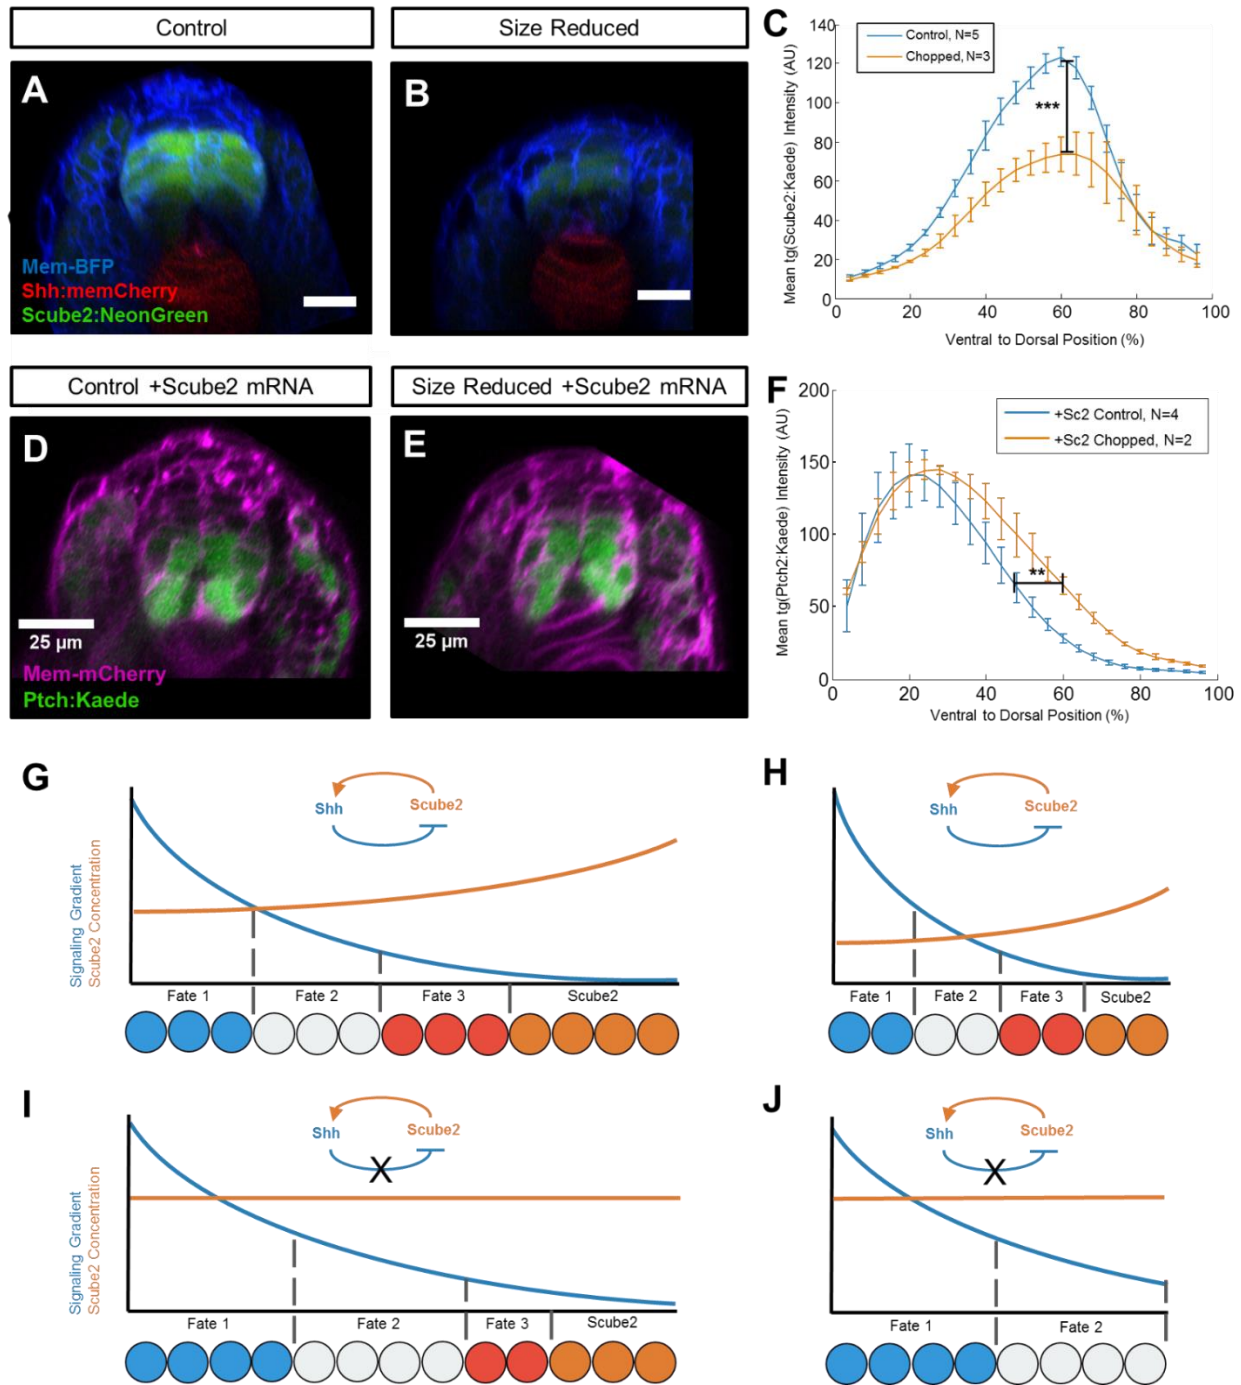 Control
Size Reduced
A
Mem-BFP
Shh:memCherry
Scube2:NeonGreen
B
C
Mean tg(Scube2:Kaede) Intensity (AU)
140
120
100
80
60
40
20
0
Control, N=5
Chopped, N=3
***
0
20
40
60
80
100
Ventral to Dorsal Position (%)
Control +Scube2 mRNA
Size Reduced +Scube2 mRNA
D
25 µm
Mem-mCherry
Ptch:Kaede
E
25 µm
F
Mean tg(Ptch2:Kaede) Intensity (AU)
200
150
100
50
0
+Sc2 Control, N=4
+Sc2 Chopped, N=2
**
0
20
40
60
80
100
Ventral to Dorsal Position (%)
G
Signaling Gradient
Scube2 Concentration
Shh
Scube2
Fate 1
Fate 2
Fate 3
Scube2
H
Shh
Scube2
Fate 1
Fate 2
Fate 3
Scube2
I
Signaling Gradient
Scube2 Concentration
Shh
Scube2
X
Fate 1
Fate 2
Fate 3
Scube2
J
Shh
Scube2
X
Fate 1
Fate 2